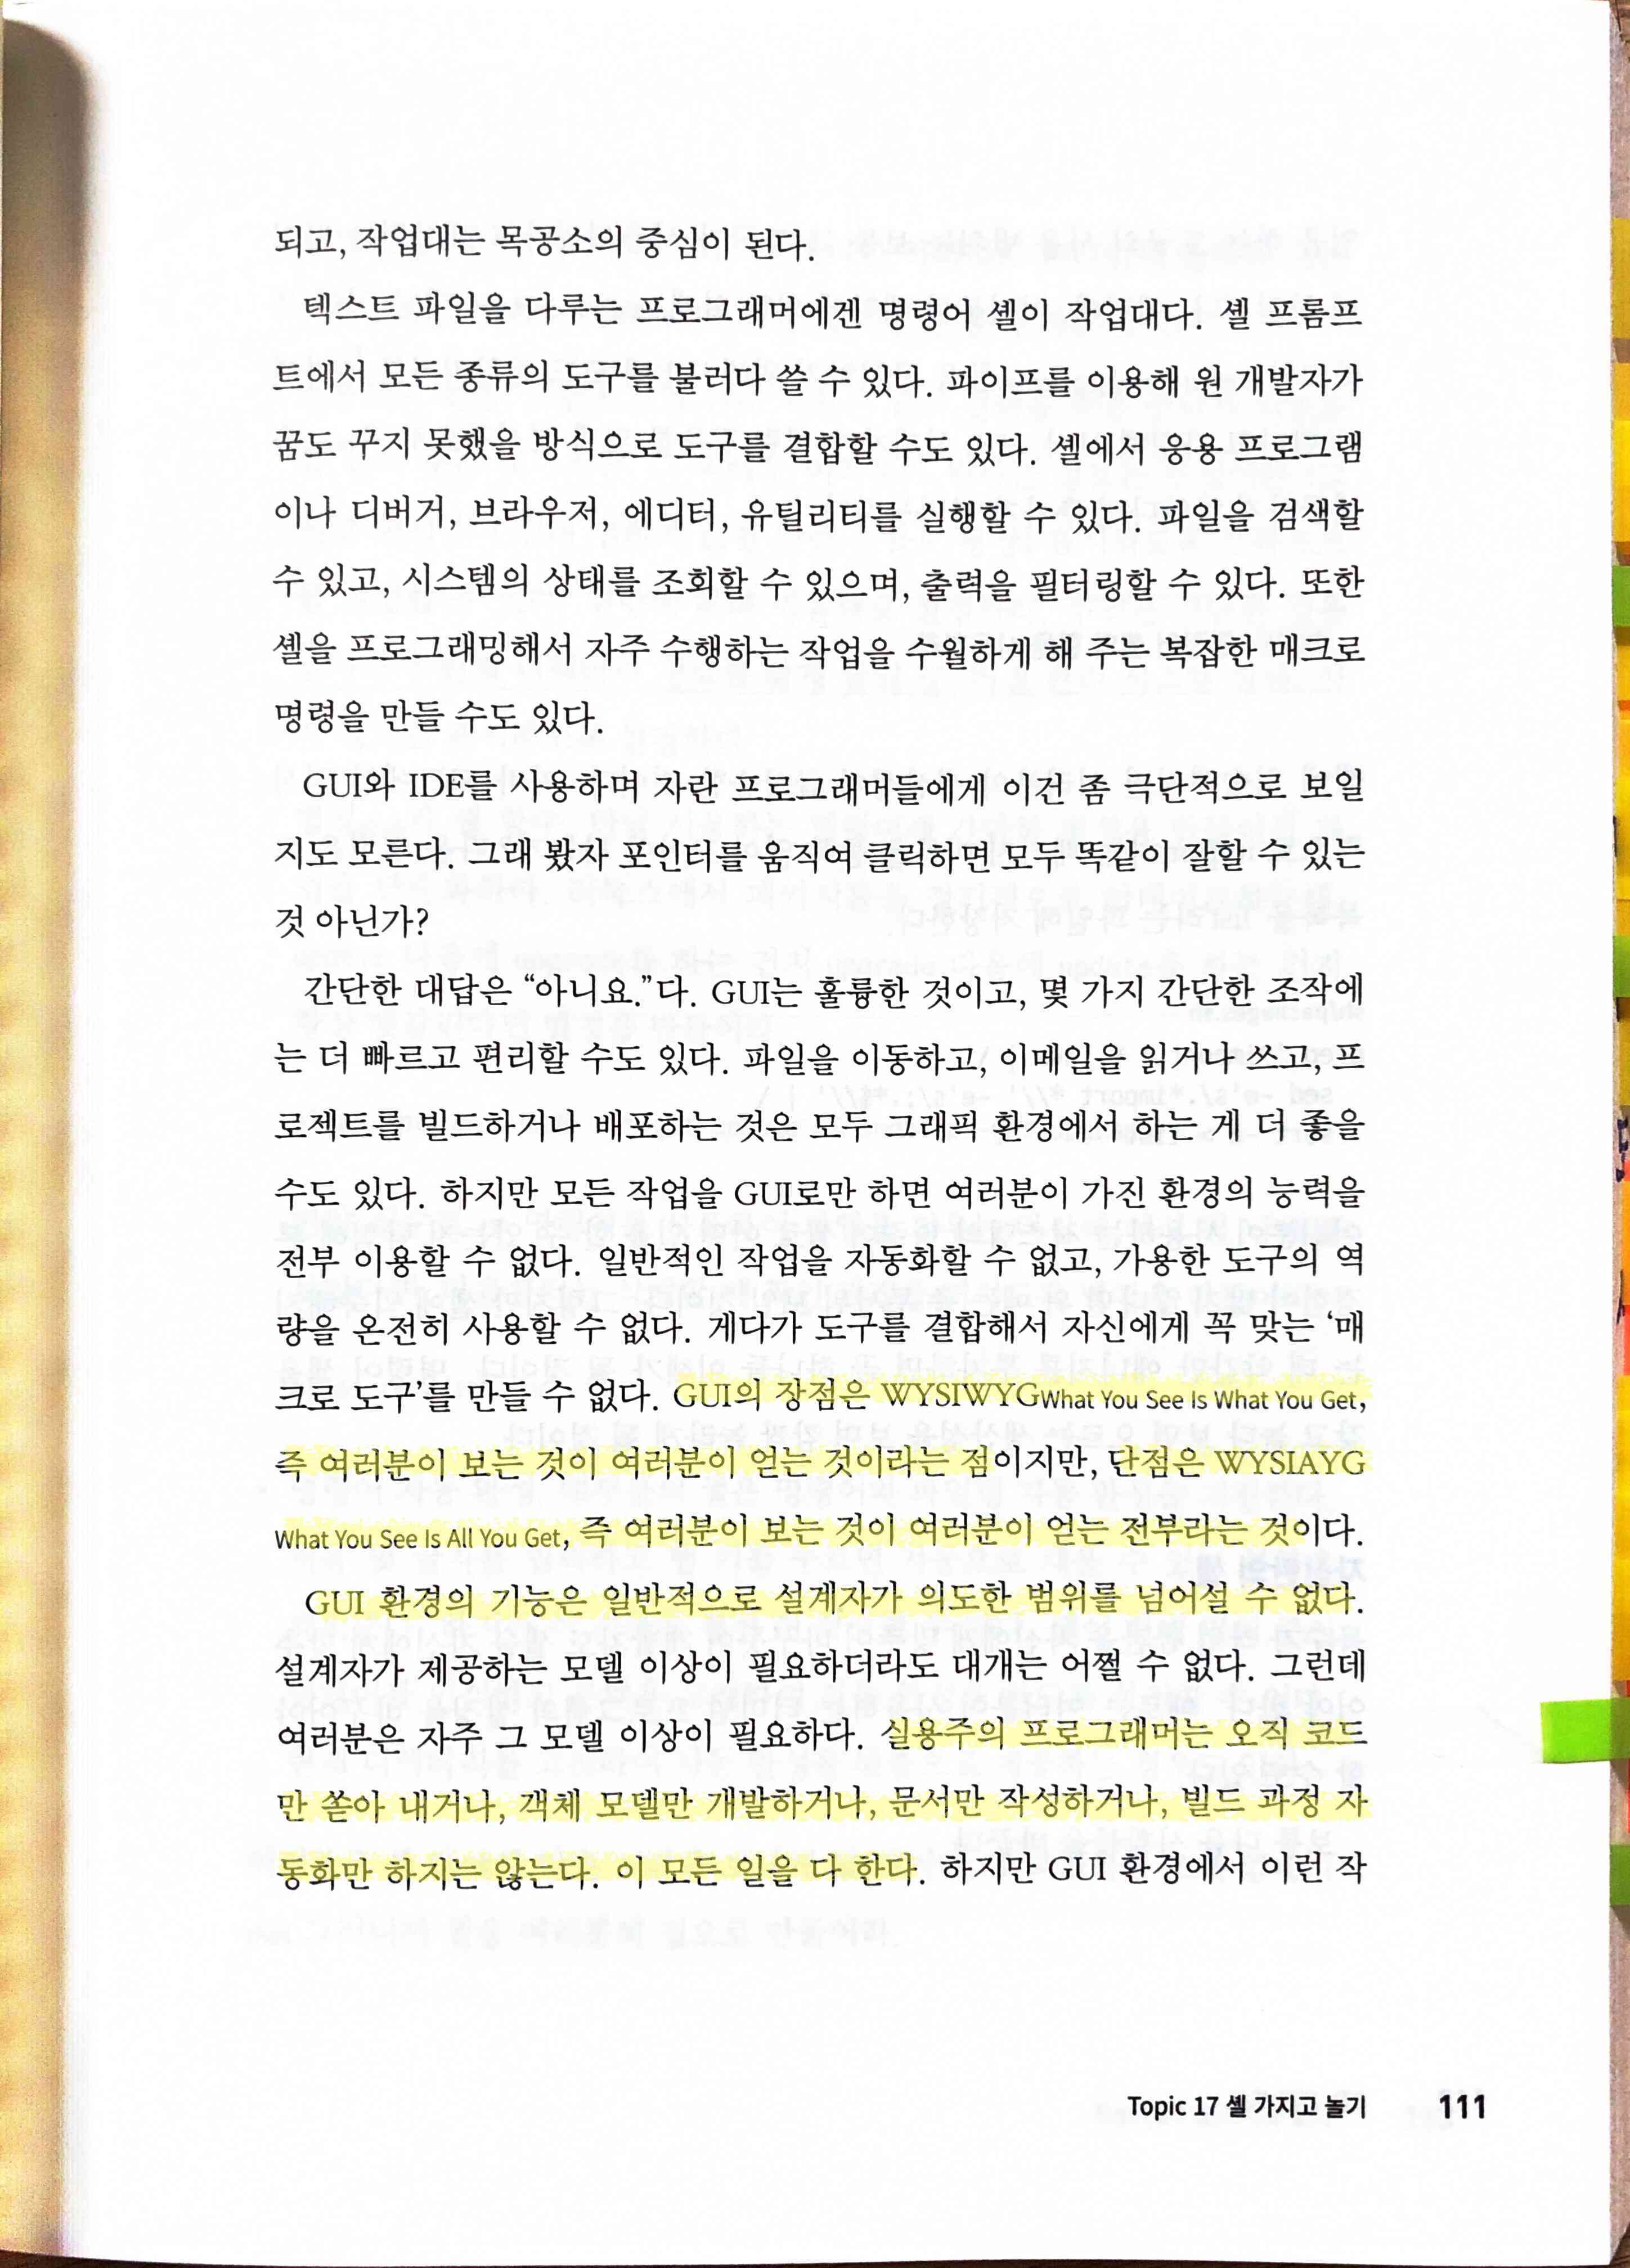 되고, 작업대는 목공소의 중심이 된다.
텍스트 파일을 다루는 프로그래머에겐 명령어 셸이 작업대다. 셸 프롬프
트에서 모든 종류의 도구를 불러다 쓸 수 있다. 파이프를 이용해 원 개발자가
꿈도 꾸지 못했을 방식으로 도구를 결합할 수도 있다. 셸에서 응용 프로그램
이나 디버거, 브라우저, 에디터, 유틸리티를 실행할 수 있다. 파일을 검색할
수 있고, 시스템의 상태를 조회할 수 있으며, 출력을 필터링할 수 있다. 또한
셸을 프로그래밍해서 자주 수행하는 작업을 수월하게 해 주는 복잡한 매크로
명령을 만들 수도 있다.
GUI와 IDE를 사용하며 자란 프로그래머들에게 이건 좀 극단적으로 보일
지도 모른다. 그래 봤자 포인터를 움직여 클릭하면 모두 똑같이 잘할 수 있는
것 아닌가?
간단한 대답은 “아니요.”다. GUI는 훌륭한 것이고, 몇 가지 간단한 조작에
는 더 빠르고 편리할 수도 있다. 파일을 이동하고, 이메일을 읽거나 쓰고, 프
로젝트를 빌드하거나 배포하는 것은 모두 그래픽 환경에서 하는 게 더 좋을
수도 있다. 하지만 모든 작업을 GUI로만 하면 여러분이 가진 환경의 능력을
전부 이용할 수 없다. 일반적인 작업을 자동화할 수 없고, 가용한 도구의 역
량을 온전히 사용할 수 없다. 게다가 도구를 결합해서 자신에게 꼭 맞는 ‘매
크로 도구’를 만들 수 없다. GUI의 장점은 WYSIWYGWhat You See Is What You Get,
즉 여러분이 보는 것이 여러분이 얻는 것이라는 점이지만, 단점은 WYSIAYG
What You See Is All You Get, 즉 여러분이 보는 것이 여러분이 얻는 전부라는 것이다.
GUI 환경의 기능은 일반적으로 설계자가 의도한 범위를 넘어설 수 없다.
설계자가 제공하는 모델 이상이 필요하더라도 대개는 어쩔 수 없다. 그런데
여러분은 자주 그 모델 이상이 필요하다. 실용주의 프로그래머는 오직 코드
만 쏟아 내거나, 객체 모델만 개발하거나, 문서만 작성하거나, 빌드 과정 자
동화만 하지는 않는다. 이 모든 일을 다 한다. 하지만 GUI 환경에서 이런 작
Topic 17 셸 가지고 놀기 111